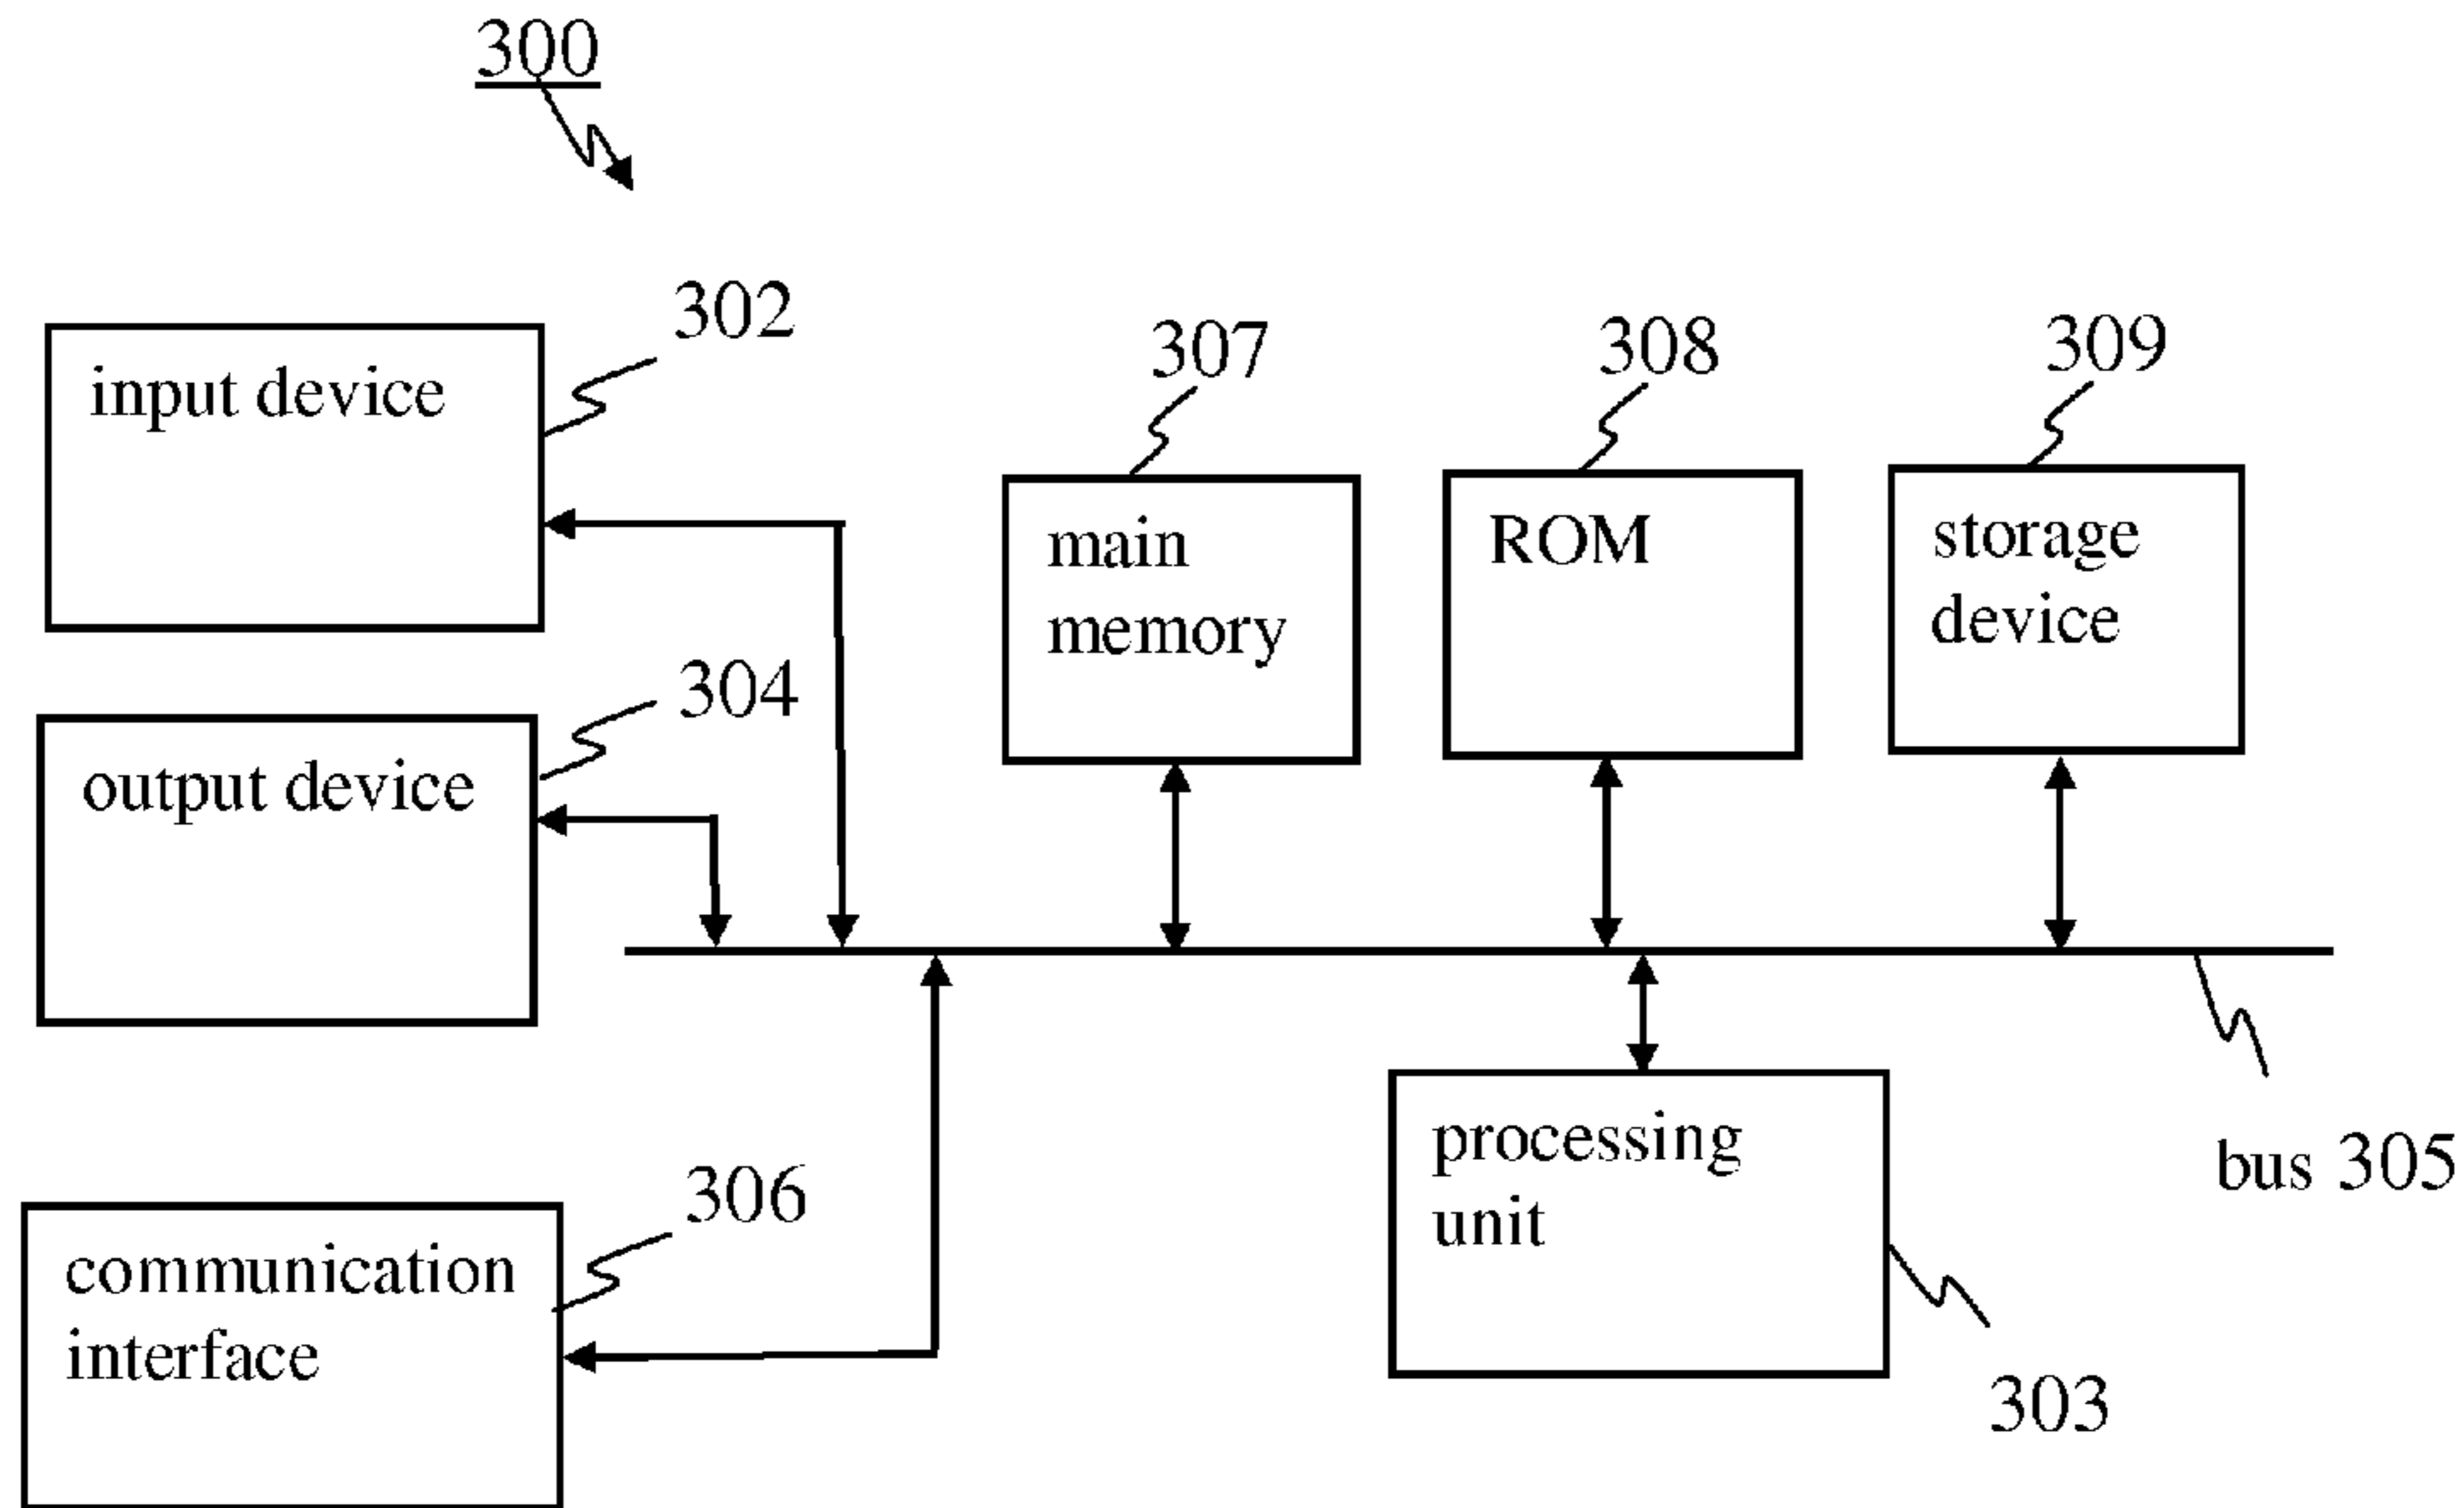 300
302
input device
307
308
309
main
memory
ROM
storage
device
304
output device
306
communication
interface
processing
unit
bus 305
303